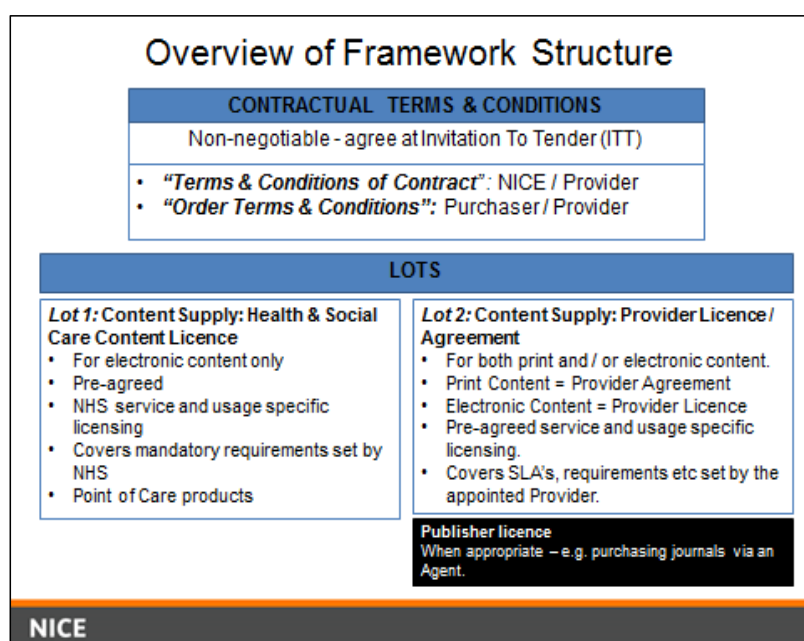 Overview of Framework Structure
CONTRACTUAL TERMS & CONDITIONS
Non-negotiable - agree at Invitation To Tender (ITT)
• “Terms & Conditions of Contract”: NICE / Provider
• “Order Terms & Conditions”: Purchaser / Provider
LOTS
Lot 1: Content Supply: Health & Social
Care Content Licence
• For electronic content only
• Pre-agreed
• NHS service and usage specific
licensing
• Covers mandatory requirements set by
NHS
• Point of Care products
Lot 2: Content Supply: Provider Licence /
Agreement
• For both print and / or electronic content.
• Print Content = Provider Agreement
• Electronic Content = Provider Licence
• Pre-agreed service and usage specific
licensing.
• Covers SLA's, requirements etc set by the
appointed Provider.
Publisher licence
When appropriate – e.g. purchasing journals via an
Agent.
NICE